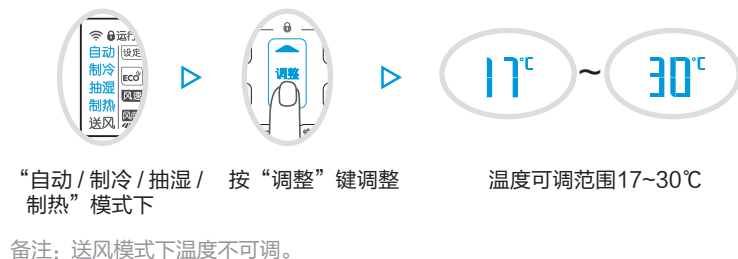 运行
自动
设定
制冷
ECO
抽湿
风速
制热
送风
调整
17℃ ~ 30℃
“自动 / 制冷 / 抽湿 /
制热”模式下
按“调整”键调整
温度可调范围17~30℃
备注：送风模式下温度不可调。